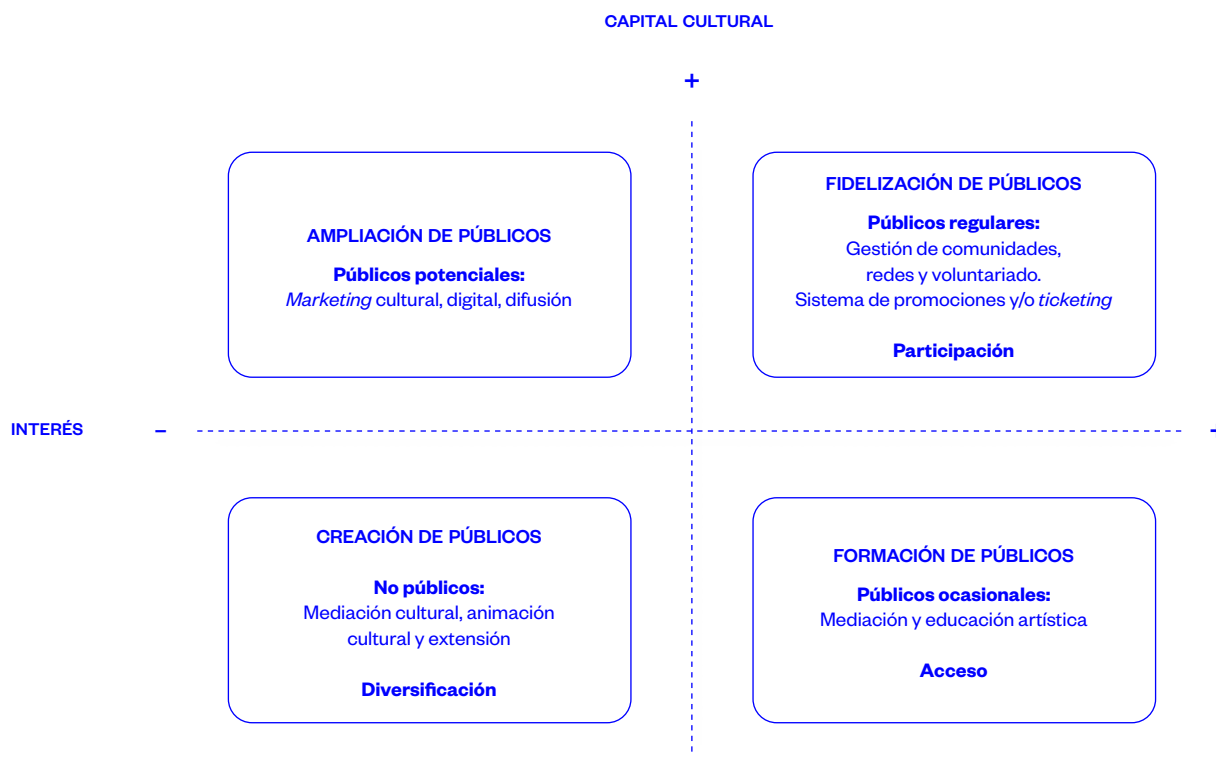 CAPITAL CULTURAL
+
AMPLIACIÓN DE PÚBLICOS
Públicos potenciales:
Marketing cultural, digital, difusión
FIDELIZACIÓN DE PÚBLICOS
Públicos regulares:
Gestión de comunidades,
redes y voluntariado.
Sistema de promociones y/o ticketing
Participación
INTERÉS
–
CREACIÓN DE PÚBLICOS
No públicos:
Mediación cultural, animación
cultural y extensión
Diversificación
FORMACIÓN DE PÚBLICOS
Públicos ocasionales:
Mediación y educación artística
Acceso